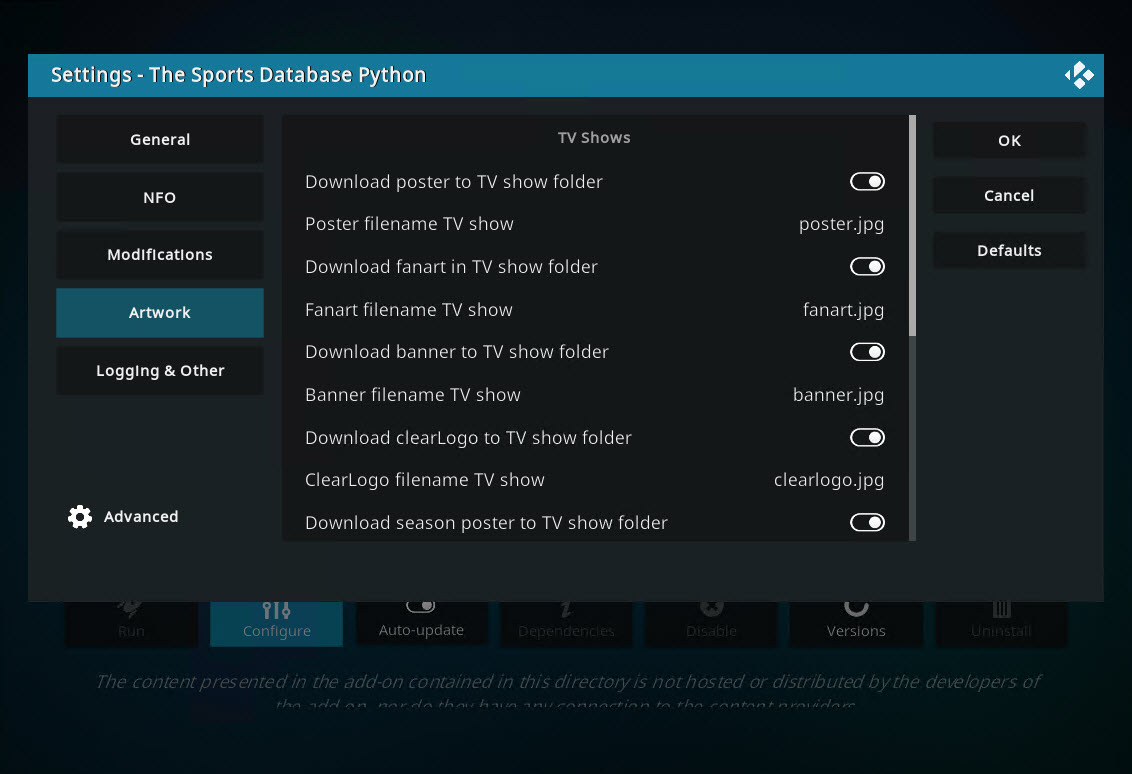 Settings - The Sports Database Python
General
NFO
Modifications
Artwork
Logging & Other
Advanced
TV Shows
Download poster to TV show folder
Poster filename TV show poster.jpg
Download fanart in TV show folder
Fanart filename TV show fanart.jpg
Download banner to TV show folder
Banner filename TV show banner.jpg
Download clearLogo to TV show folder
ClearLogo filename TV show clearlogo.jpg
Download season poster to TV show folder
OK
Cancel
Defaults
Run Configure Auto-update Dependencies Disable Versions Uninstall
The content presented in the add-on contained in this directory is not hosted or distributed by the developers of
the add-on, nor do they have any connection to the content providers.